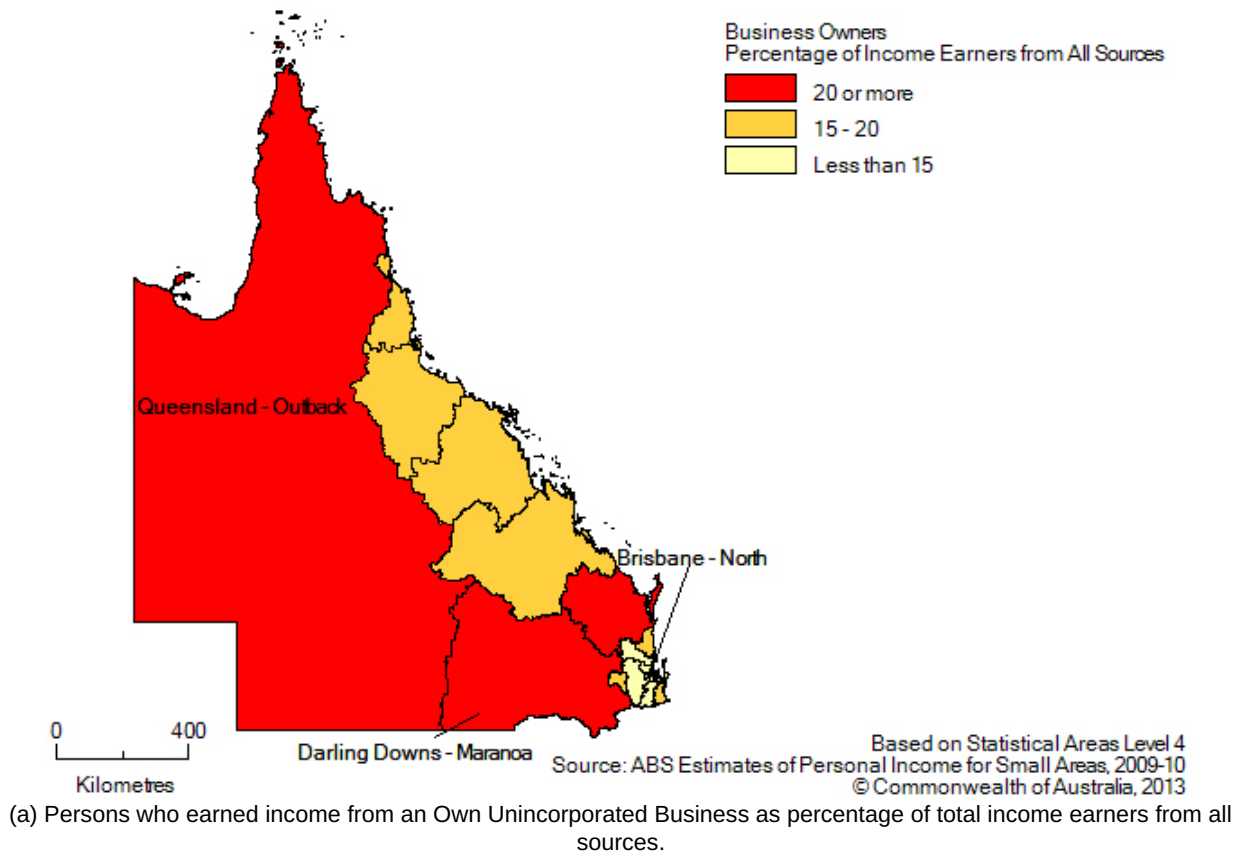 Business Owners
Percentage of Income Earners from All Sources
20 or more
15 - 20
Less than 15
Queensland - Outback
Brisbane - North
Darling Downs - Maranoa
0 400
Kilometres
Based on Statistical Areas Level 4
Source: ABS Estimates of Personal Income for Small Areas, 2009-10
© Commonwealth of Australia, 2013
(a) Persons who earned income from an Own Unincorporated Business as percentage of total income earners from all
sources.